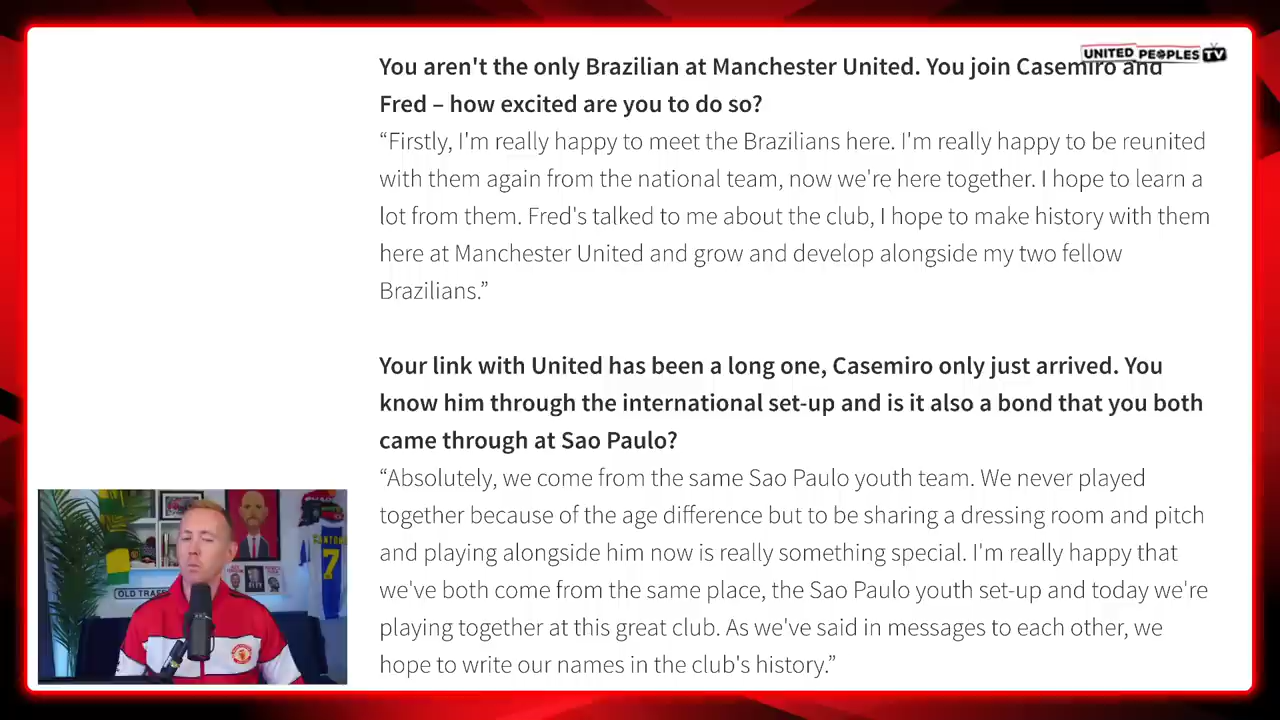 UNITED PEOPLES TV
You aren't the only Brazilian at Manchester United. You join Casemiro and
Fred – how excited are you to do so?
“Firstly, I'm really happy to meet the Brazilians here. I'm really happy to be reunited
with them again from the national team, now we're here together. I hope to learn a
lot from them. Fred's talked to me about the club, I hope to make history with them
here at Manchester United and grow and develop alongside my two fellow
Brazilians.”
Your link with United has been a long one, Casemiro only just arrived. You
know him through the international set-up and is it also a bond that you both
came through at Sao Paulo?
“Absolutely, we come from the same Sao Paulo youth team. We never played
together because of the age difference but to be sharing a dressing room and pitch
and playing alongside him now is really something special. I'm really happy that
we've both come from the same place, the Sao Paulo youth set-up and today we're
playing together at this great club. As we've said in messages to each other, we
hope to write our names in the club's history.”
OLD TRAFF
7